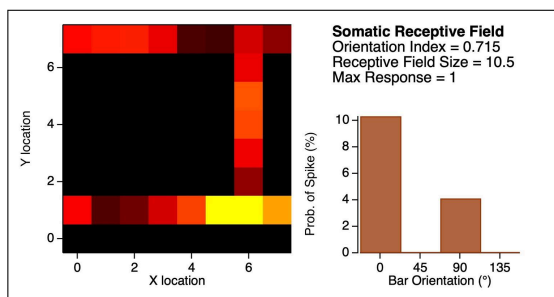 Somatic Receptive Field
Orientation Index = 0.715
Receptive Field Size = 10.5
Max Response = 1
Y location
6
4
2
0
0 2 4 6
X location
Prob. of Spike (%)
10
8
6
4
2
0
0 45 90 135
Bar Orientation (°)